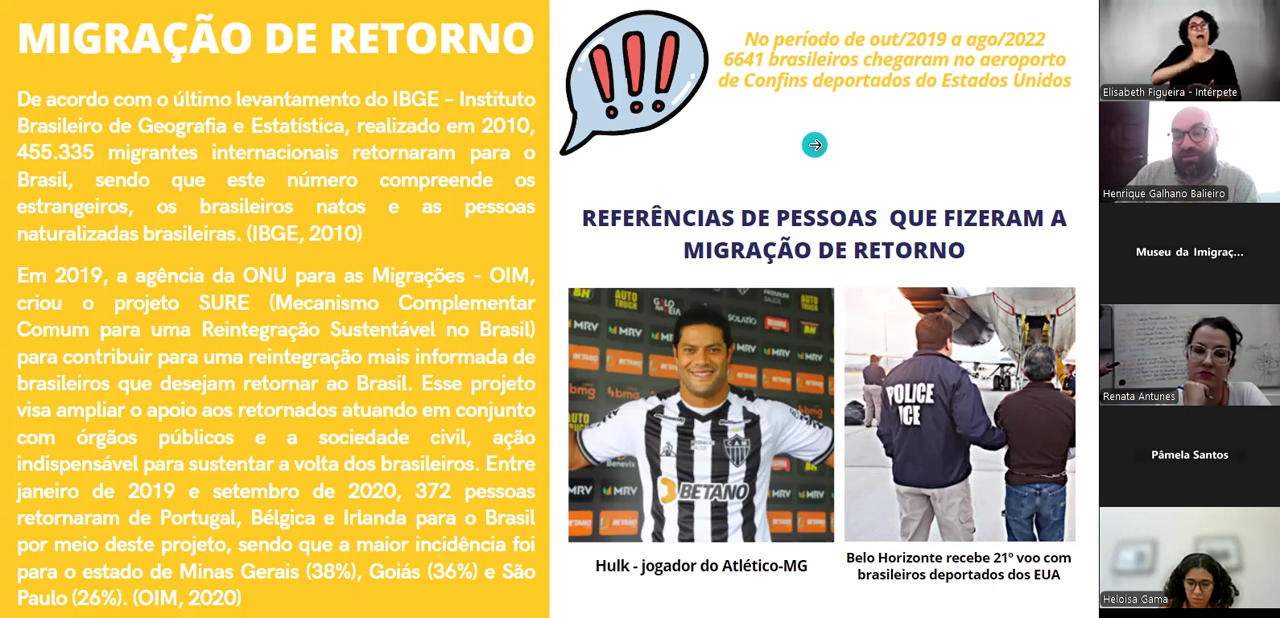 MIGRAÇÃO DE RETORNO
De acordo com o último levantamento do IBGE – Instituto
Brasileiro de Geografia e Estatística, realizado em 2010,
455.335 migrantes internacionais retornaram para o
Brasil, sendo que este número compreende os
estrangeiros, os brasileiros natos e as pessoas
naturalizadas brasileiras. (IBGE, 2010)
Em 2019, a agência da ONU para as Migrações - OIM,
criou o projeto SURE (Mecanismo Complementar
Comum para uma Reintegração Sustentável no Brasil)
para contribuir para uma reintegração mais informada de
brasileiros que desejam retornar ao Brasil. Esse projeto
visa ampliar o apoio aos retornados atuando em conjunto
com órgãos públicos e a sociedade civil, ação
indispensável para sustentar a volta dos brasileiros. Entre
janeiro de 2019 e setembro de 2020, 372 pessoas
retornaram de Portugal, Bélgica e Irlanda para o Brasil
por meio deste projeto, sendo que a maior incidência foi
para o estado de Minas Gerais (38%), Goiás (36%) e São
Paulo (26%). (OIM, 2020)
!!!
No período de out/2019 a ago/2022
6641 brasileiros chegaram no aeroporto
de Confins deportados do Estados Unidos
REFERÊNCIAS DE PESSOAS QUE FIZERAM A
MIGRAÇÃO DE RETORNO
AUTO TRUCK
MRV
BETANO
bmg
Benevix
CAM
BETANO
Hulk - jogador do Atlético-MG
POLICE
ICE
Belo Horizonte recebe 21º voo com
brasileiros deportados dos EUA
Elisabeth Figueira - Intérpete
Henrique Galhano Balieiro
Museu da Imigraç...
Renata Antunes
Pâmela Santos
Heloisa Gama